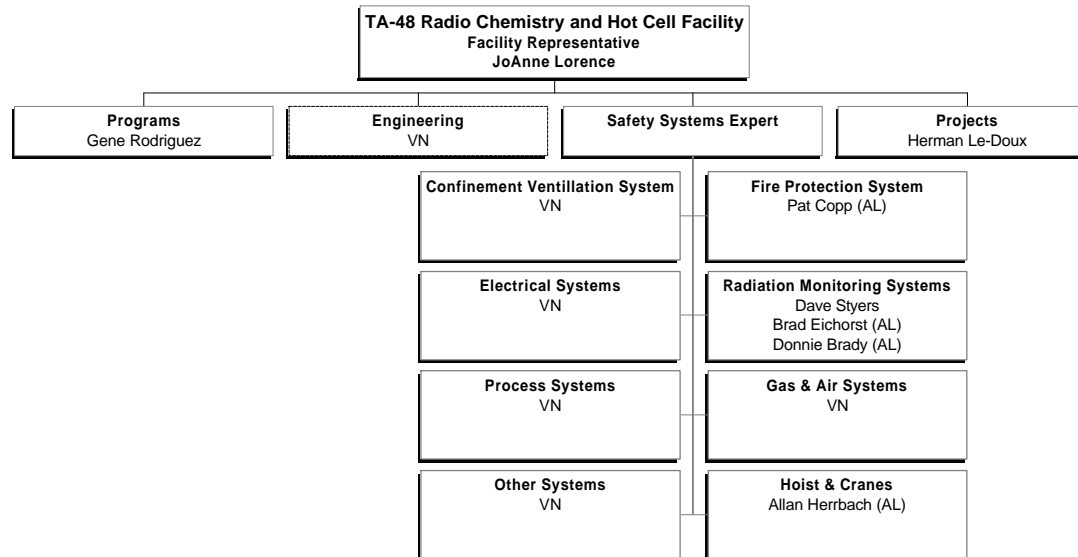 TA-48 Radio Chemistry and Hot Cell Facility
Facility Representative
JoAnne Lorence
Programs
Gene Rodriguez
Engineering
VN
Safety Systems Expert
Projects
Herman Le-Doux
Confinement Ventillation System
VN
Fire Protection System
Pat Copp (AL)
Electrical Systems
VN
Radiation Monitoring Systems
Dave Styers
Brad Eichorst (AL)
Donnie Brady (AL)
Process Systems
VN
Gas & Air Systems
VN
Other Systems
VN
Hoist & Cranes
Allan Herrbach (AL)